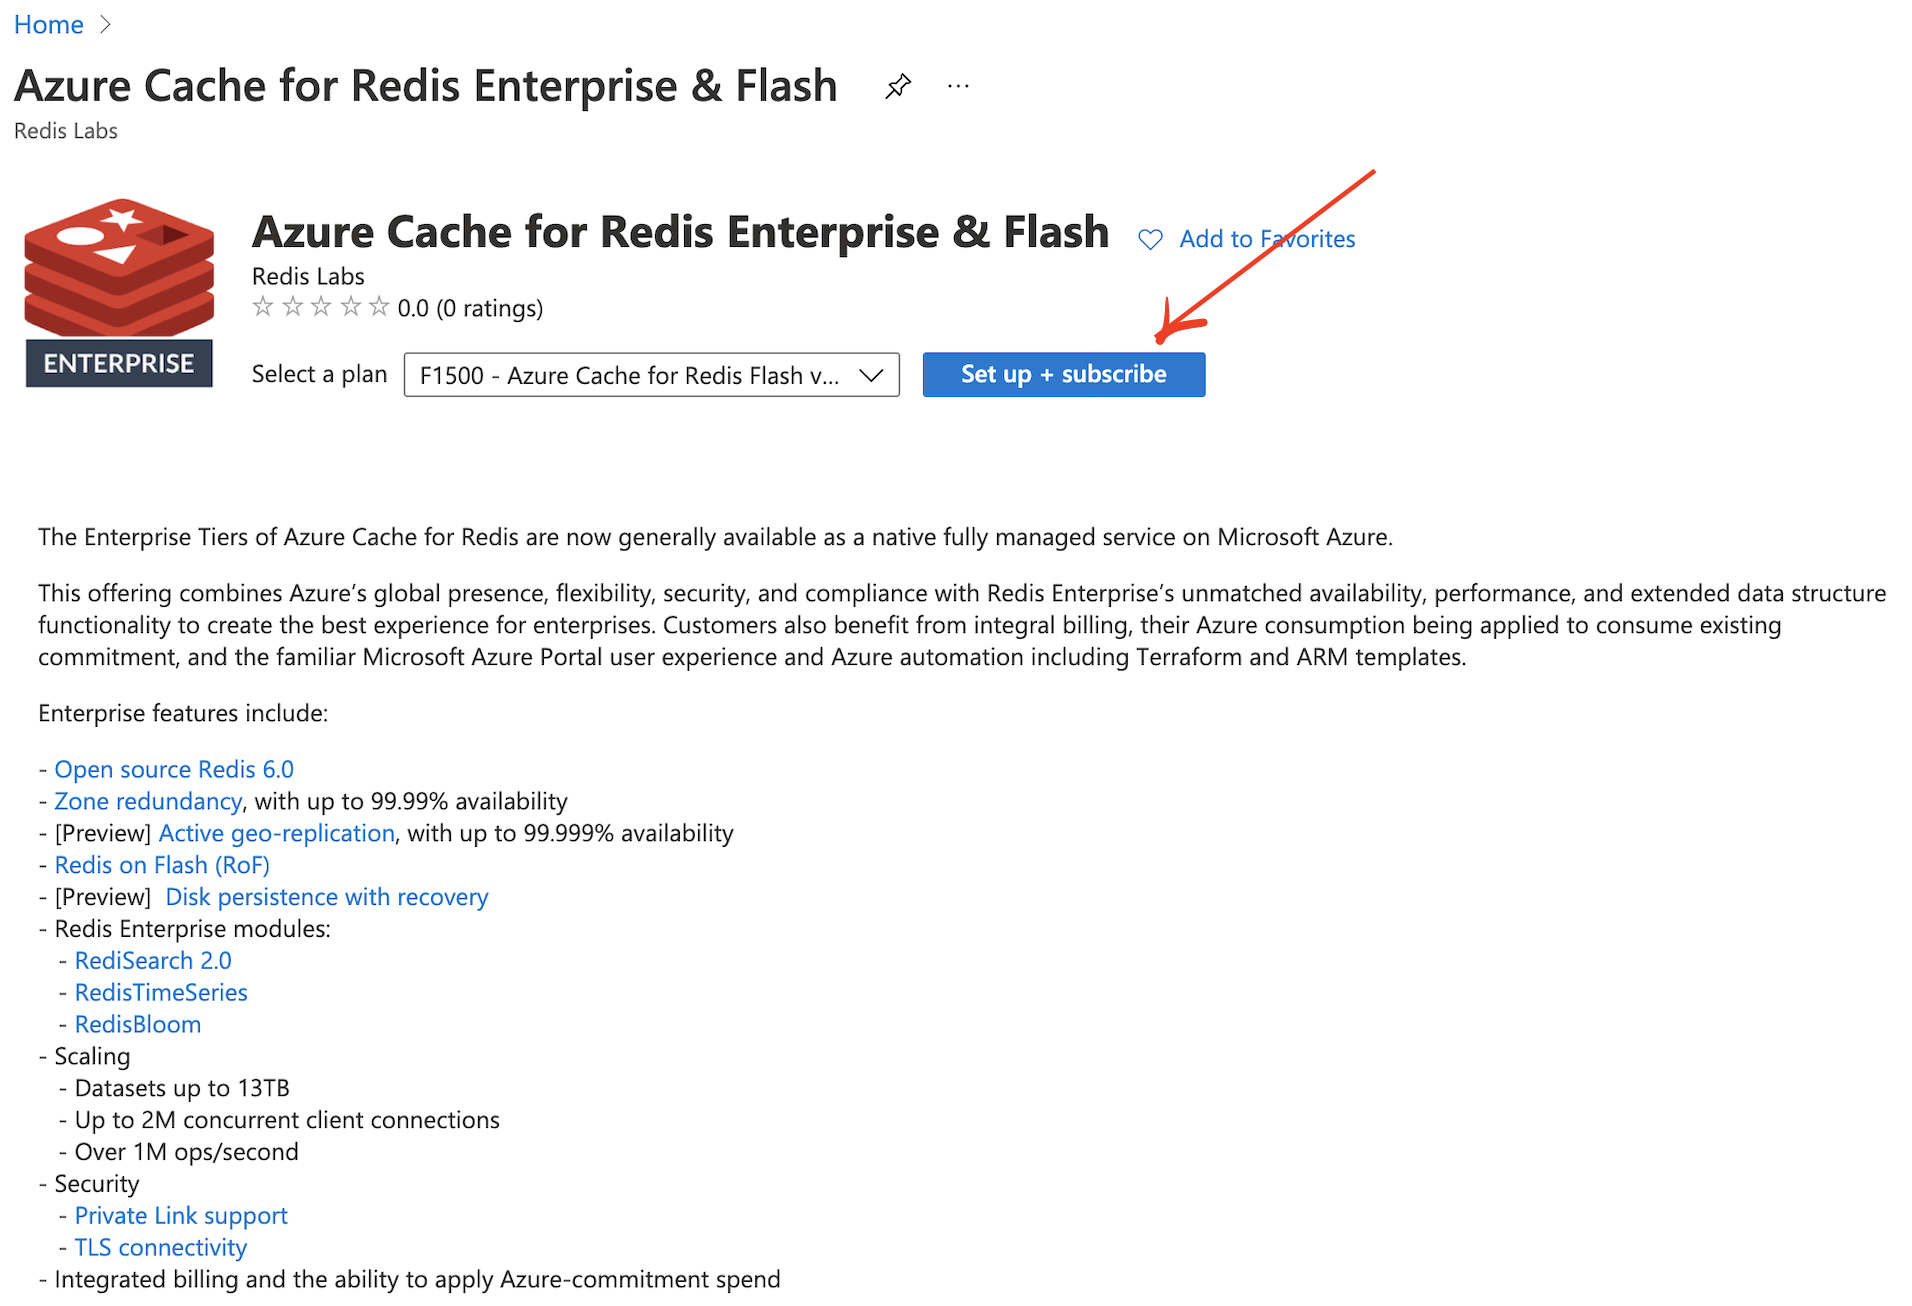 Home
Azure Cache for Redis Enterprise & Flash
Redis Labs
Azure Cache for Redis Enterprise & Flash
Add to Favorites
Redis Labs
0.0 (0 ratings)
ENTERPRISE
Select a plan
F1500 - Azure Cache for Redis Flash v...
Set up + subscribe
The Enterprise Tiers of Azure Cache for Redis are now generally available as a native fully managed service on Microsoft Azure.
This offering combines Azure’s global presence, flexibility, security, and compliance with Redis Enterprise’s unmatched availability, performance, and extended data structure
functionality to create the best experience for enterprises. Customers also benefit from integral billing, their Azure consumption being applied to consume existing
commitment, and the familiar Microsoft Azure Portal user experience and Azure automation including Terraform and ARM templates.
Enterprise features include:
- Open source Redis 6.0
- Zone redundancy, with up to 99.99% availability
- [Preview] Active geo-replication, with up to 99.999% availability
- Redis on Flash (RoF)
- [Preview] Disk persistence with recovery
- Redis Enterprise modules:
- RediSearch 2.0
- RedisTimeSeries
- RedisBloom
- Scaling
- Datasets up to 13TB
- Up to 2M concurrent client connections
- Over 1M ops/second
- Security
- Private Link support
- TLS connectivity
- Integrated billing and the ability to apply Azure-commitment spend